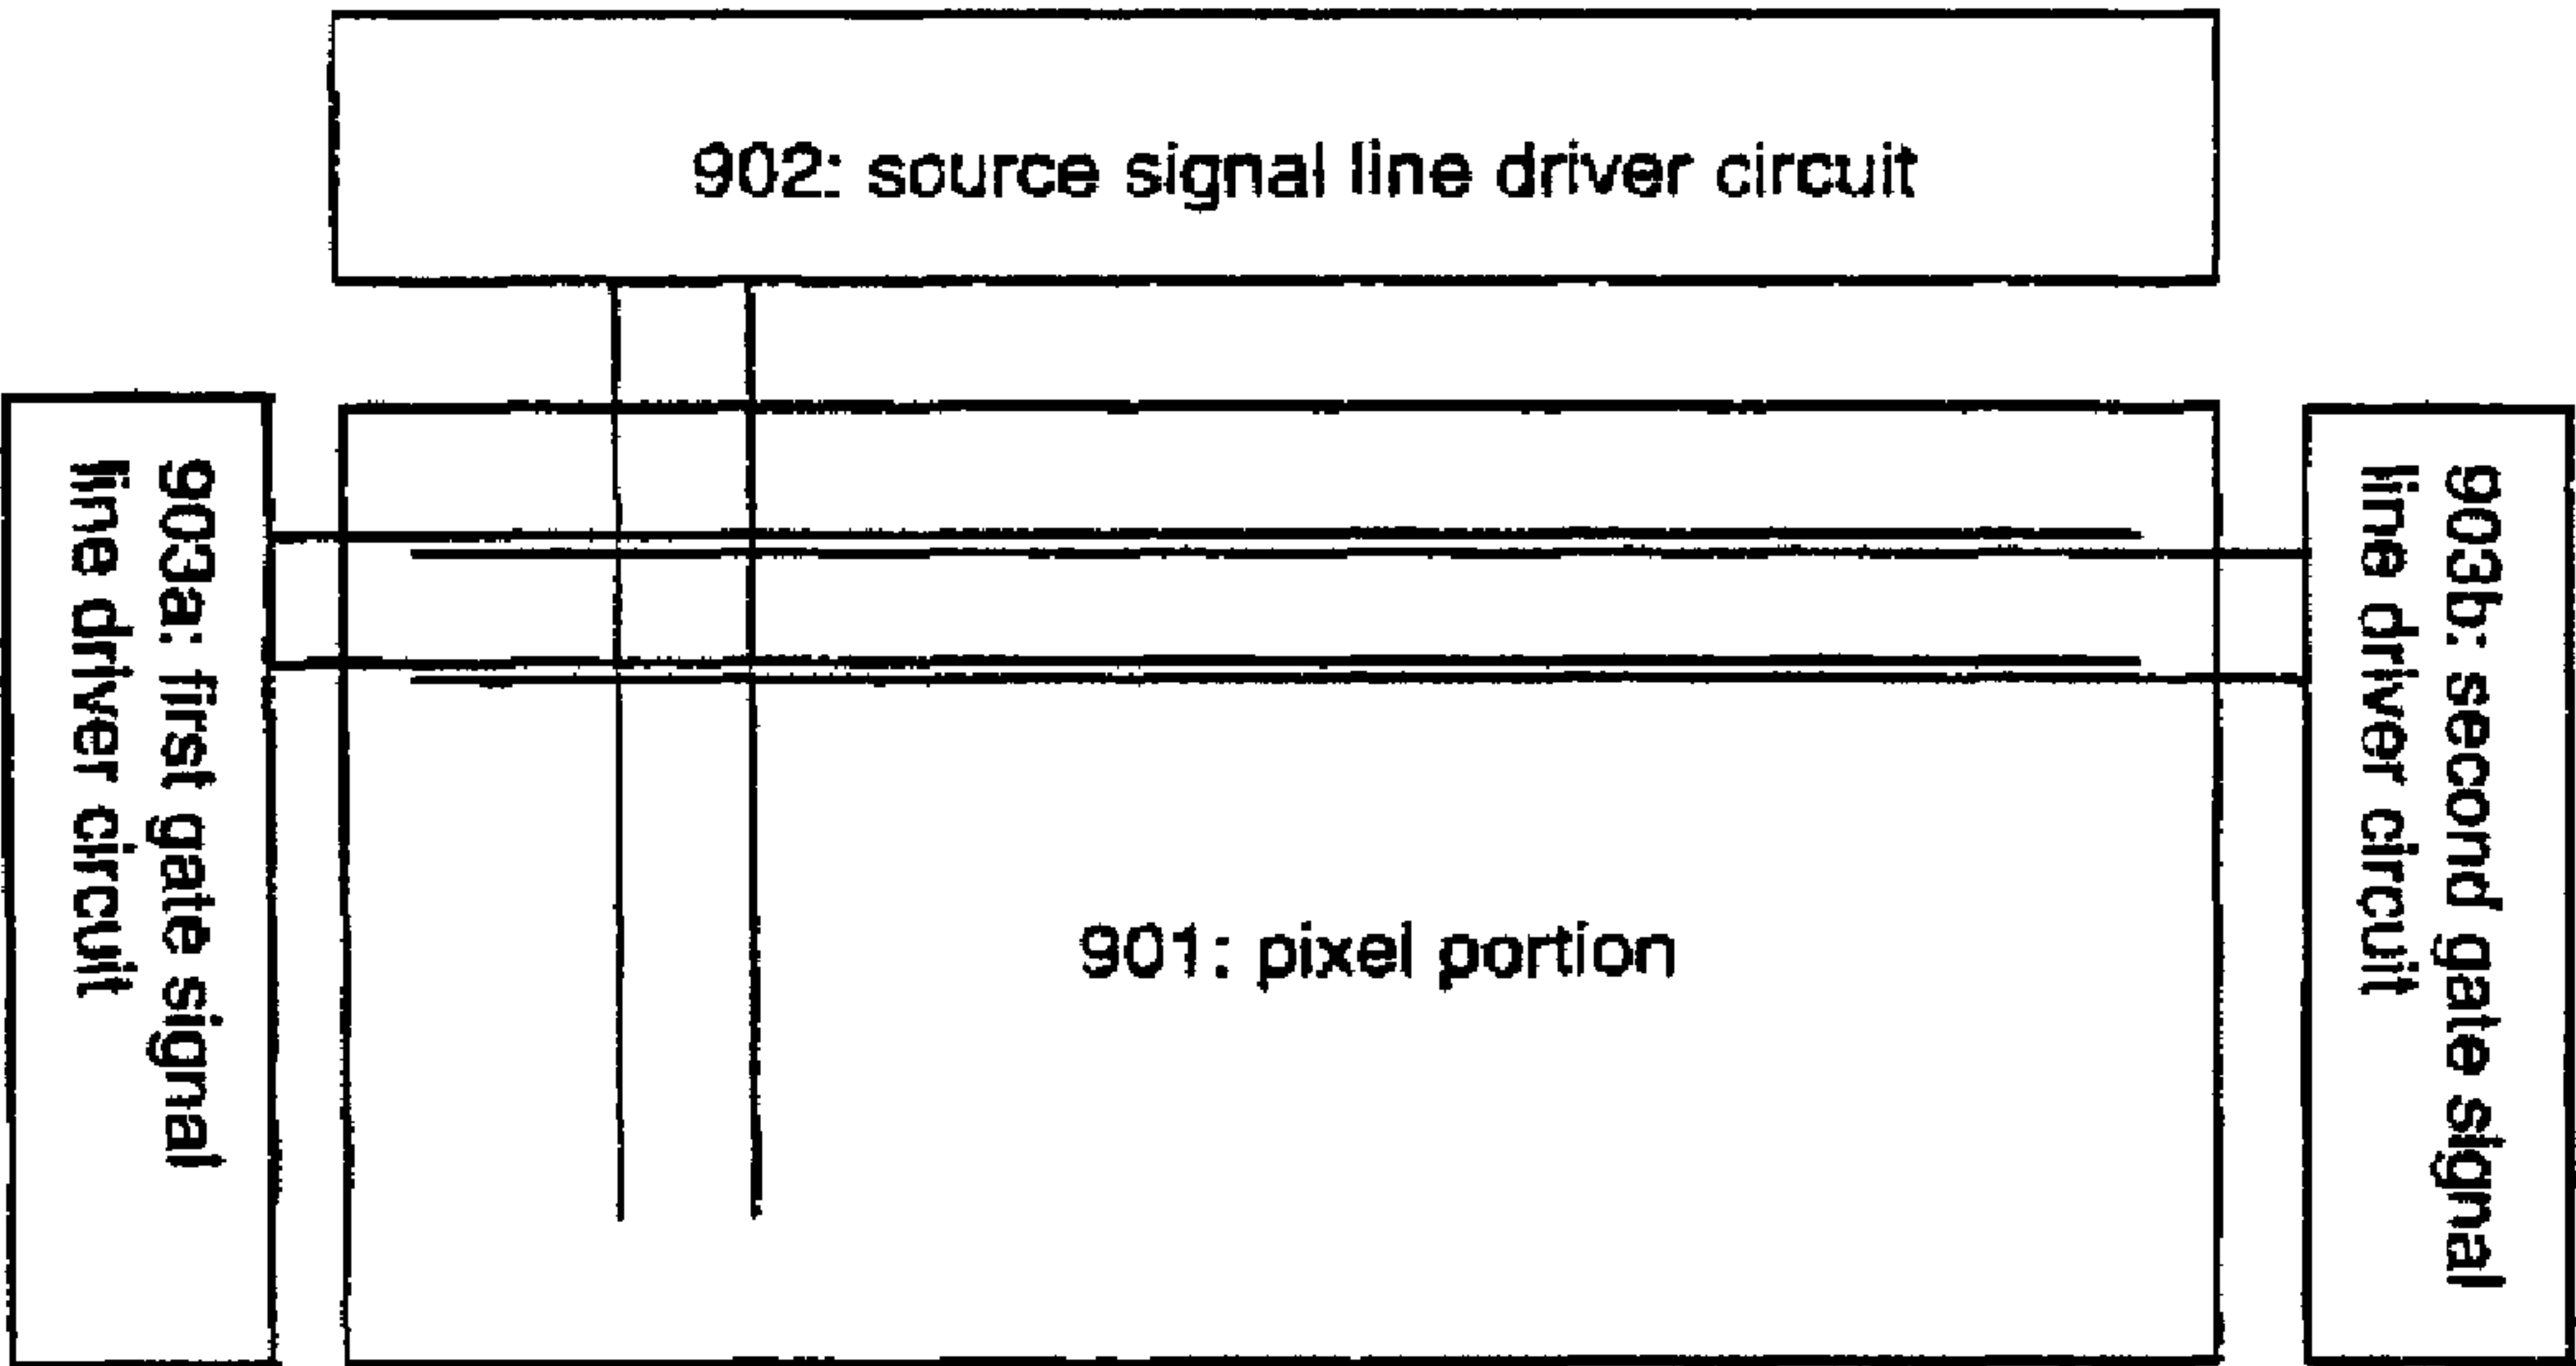 902: source signal line driver circuit
903a: first gate signal
line driver circuit
901: pixel portion
903b: second gate signal
line driver circuit